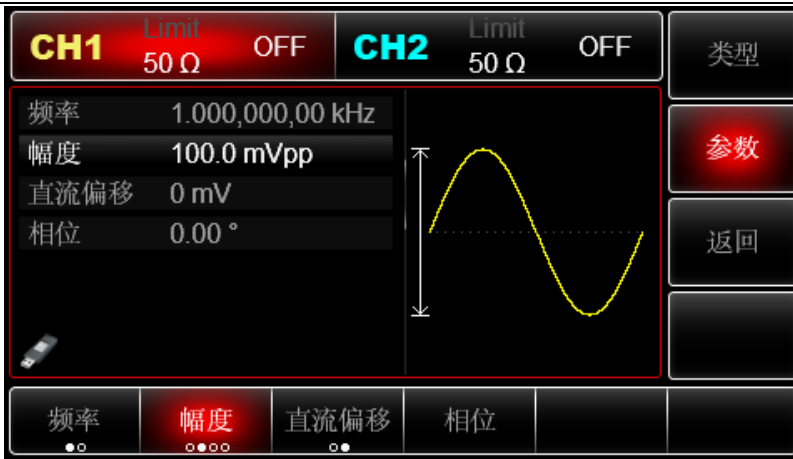 CH1 Limit 50 Ω OFF CH2 Limit 50 Ω OFF
类型
频率 1.000,000,00 kHz
幅度 100.0 mVpp
直流偏移 0 mV
相位 0.00 °
参数
返回
频率 幅度 直流偏移 相位